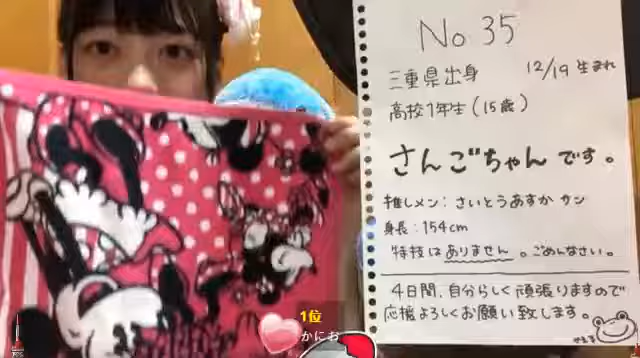 No 35
三重県出身 12/19 生まれ
高校1年生(15歳)
さんごちゃん です。
推しメン:さいとうあすか サン
身長:154cm
特技は ありません。ごめんなさい。
4日間、自分らしく頑張りますので
応援よろしくお願い致します。
1位
かにお